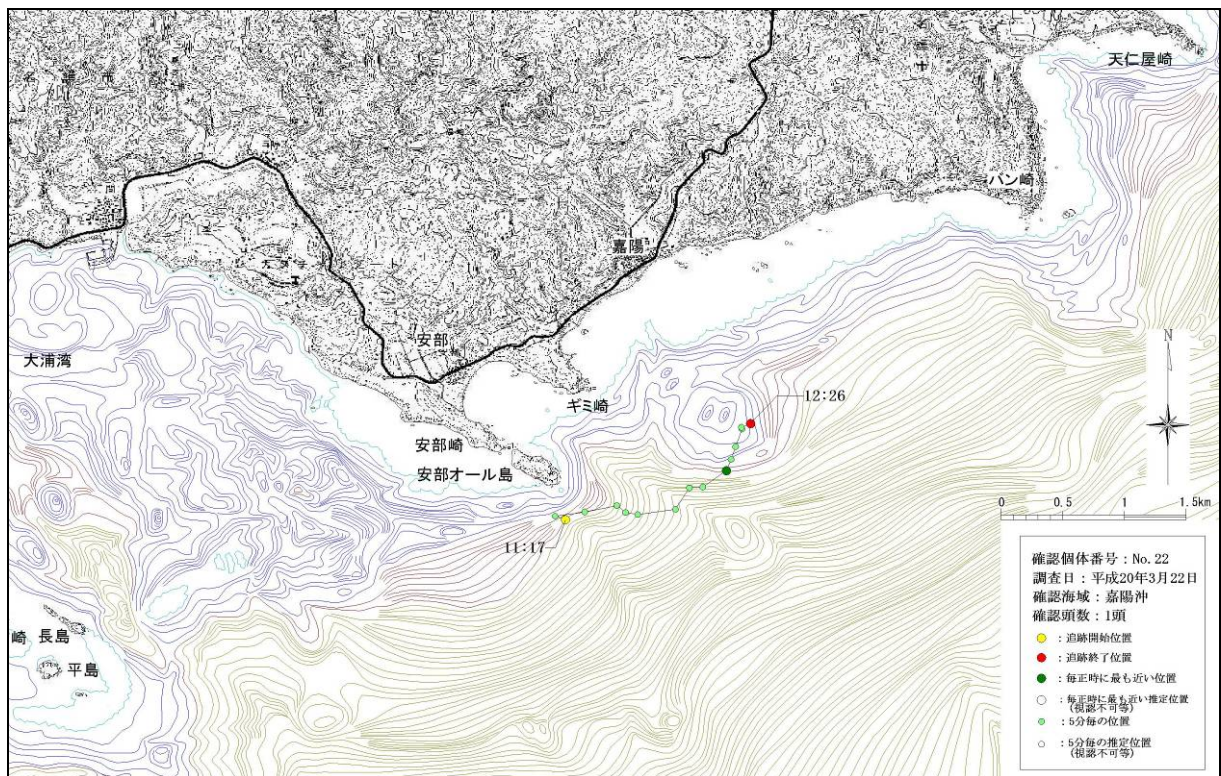 天仁屋崎
バン崎
嘉陽
安部
大浦湾
ギミ崎
12:26
安部崎
安部オール島
11:17
N
0 0.5 1 1.5km
崎
長島
平島
確認個体番号：No. 22
調査日：平成20年3月22日
確認海域：嘉陽沖
確認頭数：1頭
：追跡開始位置
：追跡終了位置
：毎正時に最も近い位置
：毎正時に最も近い推定位置
(視認不可等)
：5分毎の位置
：5分毎の推定位置
(視認不可等)